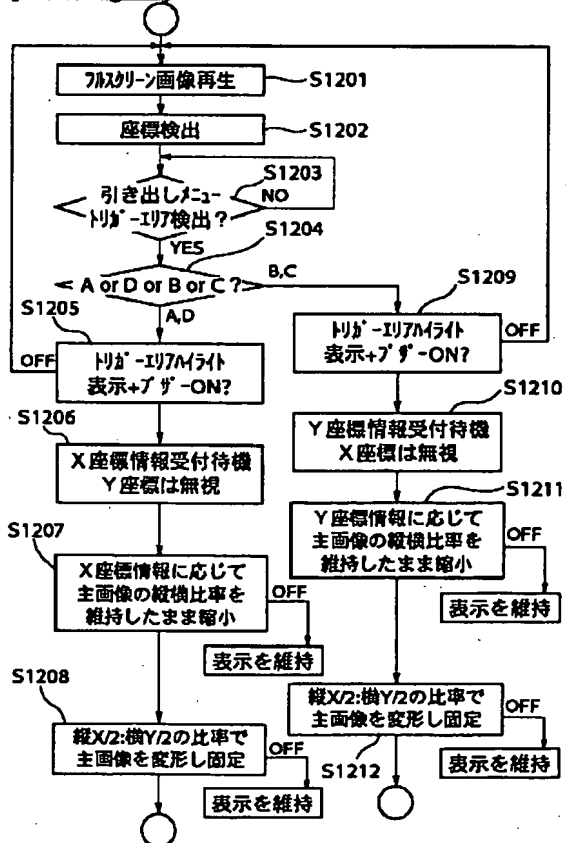 フルスクリーン画像再生
S1201
座標検出
S1202
S1203
引き出しメニュー
トリガーエリア検出?
NO
YES
S1204
A or D or B or C ?
B,C
A,D
S1205
トリガーエリアハイライト
表示+ブザーON?
OFF
S1209
トリガーエリアハイライト
表示+ブザーON?
OFF
S1206
X座標情報受付待機
Y座標は無視
S1210
Y座標情報受付待機
X座標は無視
S1207
X座標情報に応じて
主画像の縦横比率を
維持したまま縮小
OFF
表示を維持
S1211
Y座標情報に応じて
主画像の縦横比率を
維持したまま縮小
OFF
表示を維持
S1208
縦X/2:横Y/2の比率で
主画像を変形し固定
OFF
表示を維持
縦X/2:横Y/2の比率で
主画像を変形し固定
OFF
S1212
表示を維持